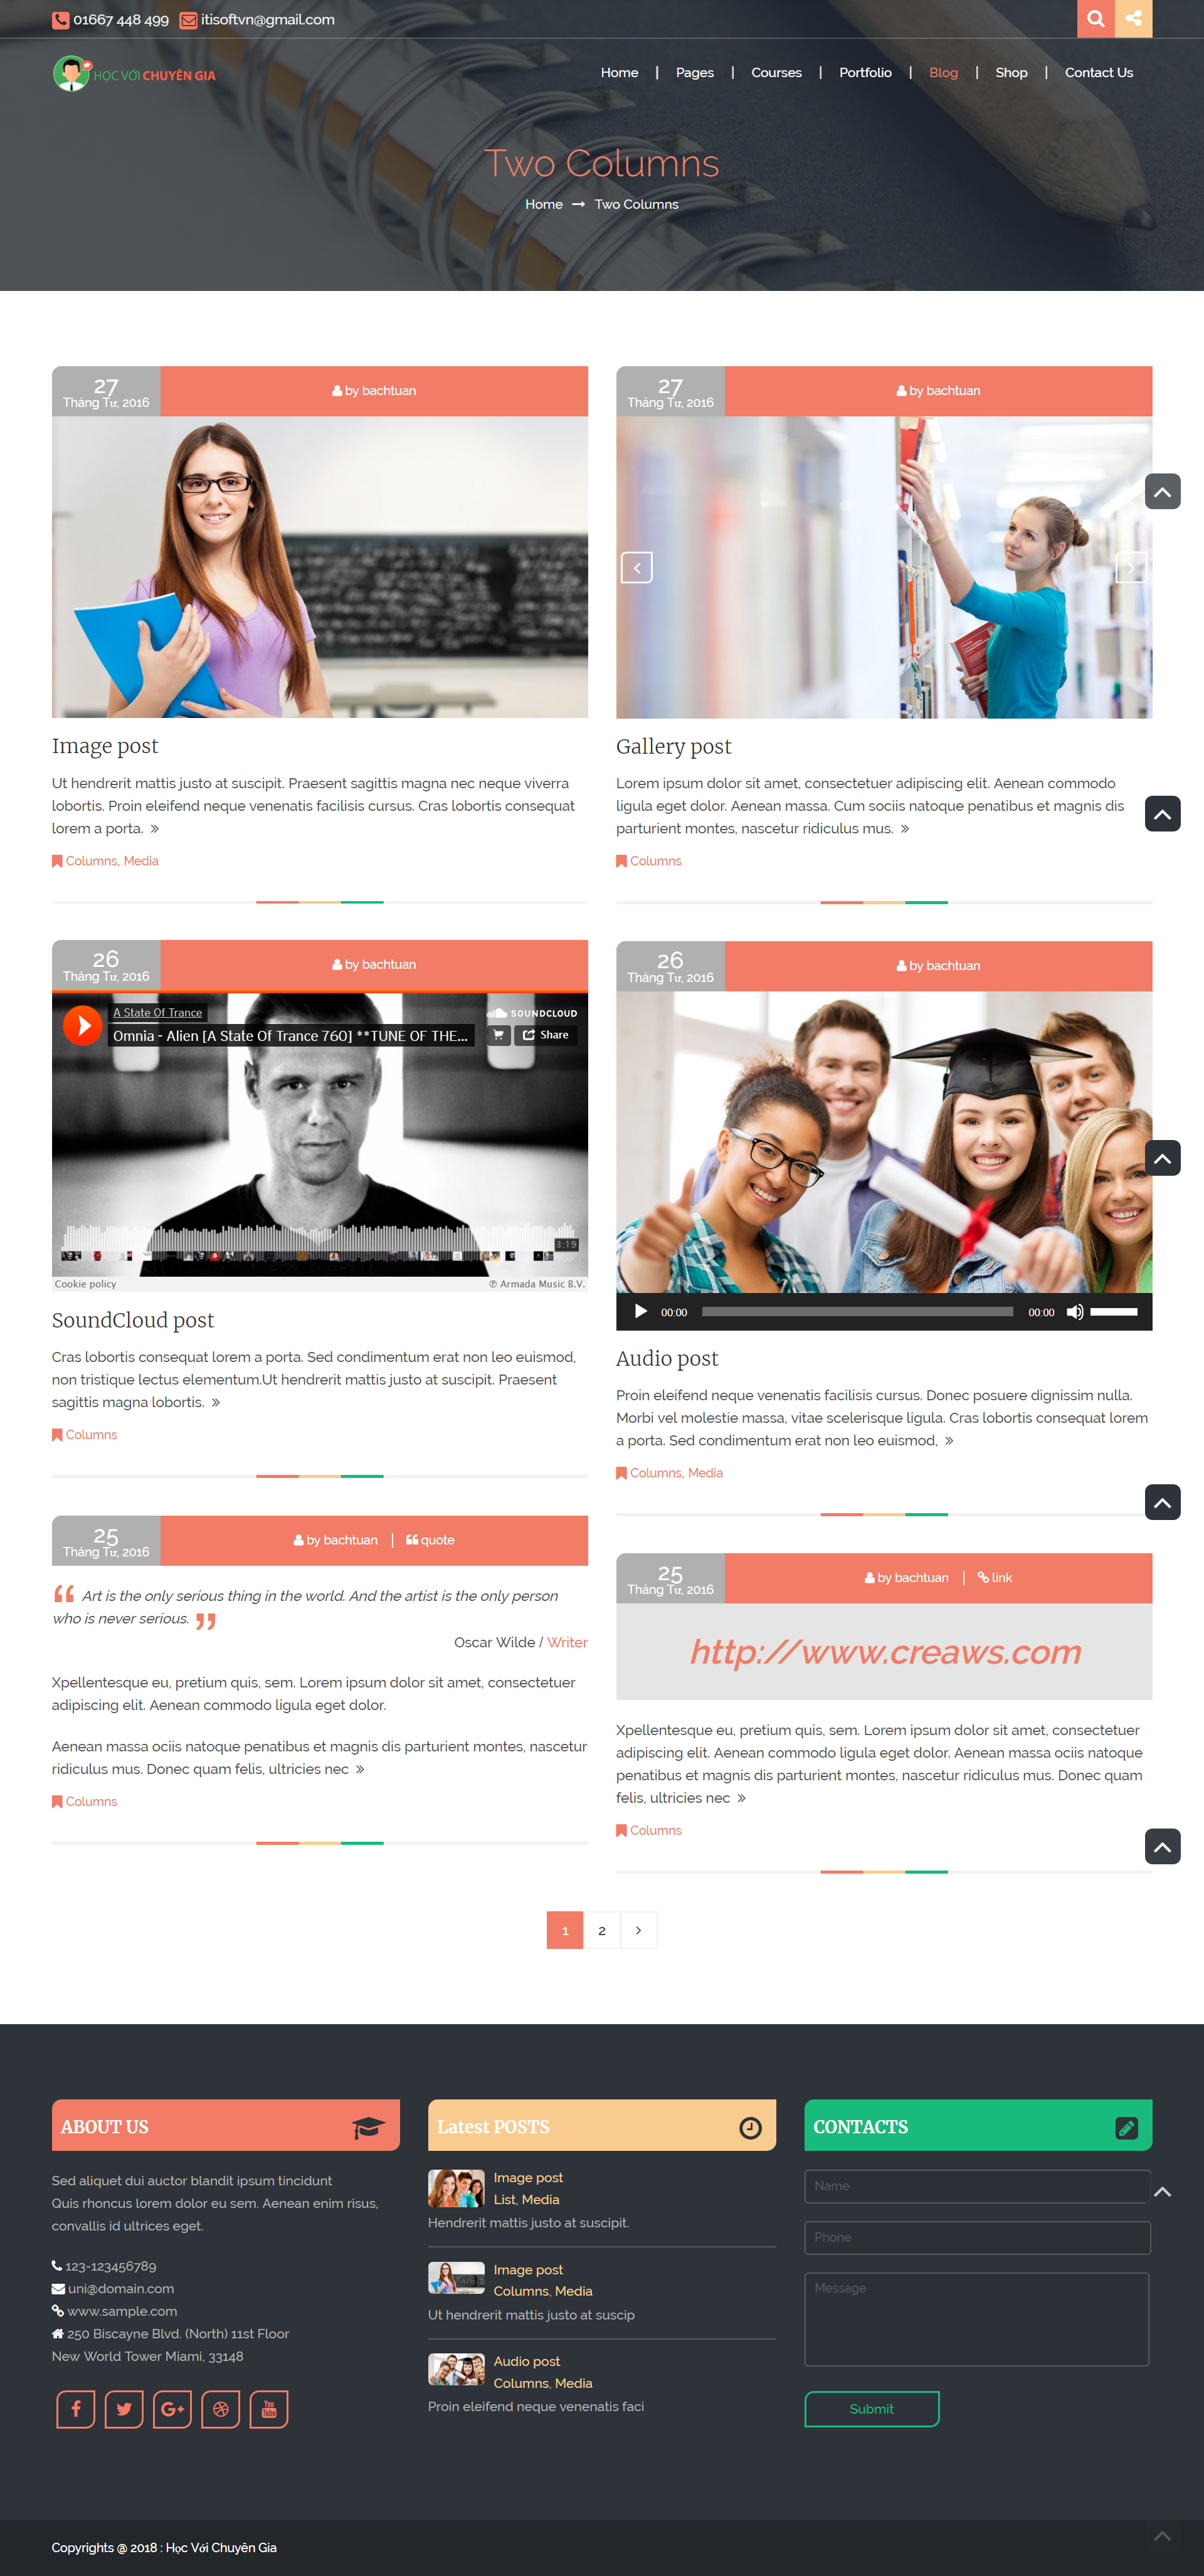 01667 448 499 itisoftvn@gmail.com
HỌC VỚI CHUYÊN GIA
Home | Pages | Courses | Portfolio | Blog | Shop | Contact Us
Two Columns
Home → Two Columns
27
Tháng Tư, 2016
by bachtuan
Image post
Ut hendrerit mattis justo at suscipit. Praesent sagittis magna nec neque viverra
lobortis. Proin eleifend neque venenatis facilisis cursus. Cras lobortis consequat
lorem a porta. »
Columns, Media
27
Tháng Tư, 2016
by bachtuan
Gallery post
Lorem ipsum dolor sit amet, consectetuer adipiscing elit. Aenean commodo
ligula eget dolor. Aenean massa. Cum sociis natoque penatibus et magnis dis
parturient montes, nascetur ridiculus mus. »
Columns
26
Tháng Tư, 2016
by bachtuan
A State Of Trance
SOUNDCLOUD
Omnia - Alien [A State Of Trance 760] **TUNE OF THE...
Share
3:19
Cookie policy
℗ Armada Music B.V.
SoundCloud post
Cras lobortis consequat lorem a porta. Sed condimentum erat non leo euismod,
non tristique lectus elementum.Ut hendrerit mattis justo at suscipit. Praesent
sagittis magna lobortis. »
Columns
26
Tháng Tư, 2016
by bachtuan
00:00
00:00
Audio post
Proin eleifend neque venenatis facilisis cursus. Donec posuere dignissim nulla.
Morbi vel molestie massa, vitae scelerisque ligula. Cras lobortis consequat lorem
a porta. Sed condimentum erat non leo euismod, »
Columns, Media
25
Tháng Tư, 2016
by bachtuan | quote
“ Art is the only serious thing in the world. And the artist is the only person
who is never serious. ”
Oscar Wilde / Writer
Xpellentesque eu, pretium quis, sem. Lorem ipsum dolor sit amet, consectetuer
adipiscing elit. Aenean commodo ligula eget dolor.
Aenean massa ociis natoque penatibus et magnis dis parturient montes, nascetur
ridiculus mus. Donec quam felis, ultricies nec »
Columns
25
Tháng Tư, 2016
by bachtuan | link
http://www.creaws.com
Xpellentesque eu, pretium quis, sem. Lorem ipsum dolor sit amet, consectetuer
adipiscing elit. Aenean commodo ligula eget dolor. Aenean massa ociis natoque
penatibus et magnis dis parturient montes, nascetur ridiculus mus. Donec quam
felis, ultricies nec »
Columns
1 2 >
ABOUT US
Sed aliquet dui auctor blandit ipsum tincidunt
Quis rhoncus lorem dolor eu sem. Aenean enim risus,
convallis id ultrices eget.
123-123456789
uni@domain.com
www.sample.com
250 Biscayne Blvd. (North) 11st Floor
New World Tower Miami, 33148
You Tube
Latest POSTS
Image post
List, Media
Hendrerit mattis justo at suscipit.
Image post
Columns, Media
Ut hendrerit mattis justo at suscip
Audio post
Columns, Media
Proin eleifend neque venenatis faci
CONTACTS
Name
Phone
Message
Submit
Copyrights @ 2018 : Học Với Chuyên Gia